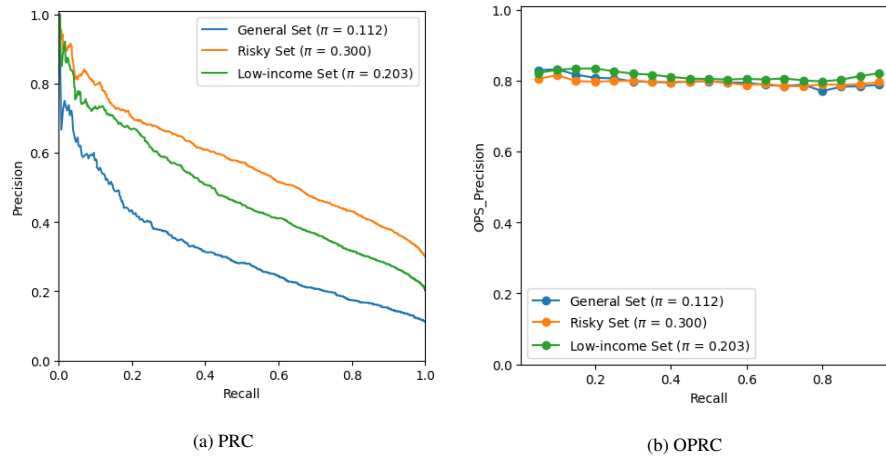 1.0
0.8
0.6
0.4
0.2
0.0
Precision
General Set (π = 0.112)
Risky Set (π = 0.300)
Low-income Set (π = 0.203)
0.0 0.2 0.4 0.6 0.8 1.0
Recall
(a) PRC
1.0
0.8
0.6
0.4
0.2
0.0
OPS_Precision
General Set (π = 0.112)
Risky Set (π = 0.300)
Low-income Set (π = 0.203)
0.2 0.4 0.6 0.8
Recall
(b) OPRC